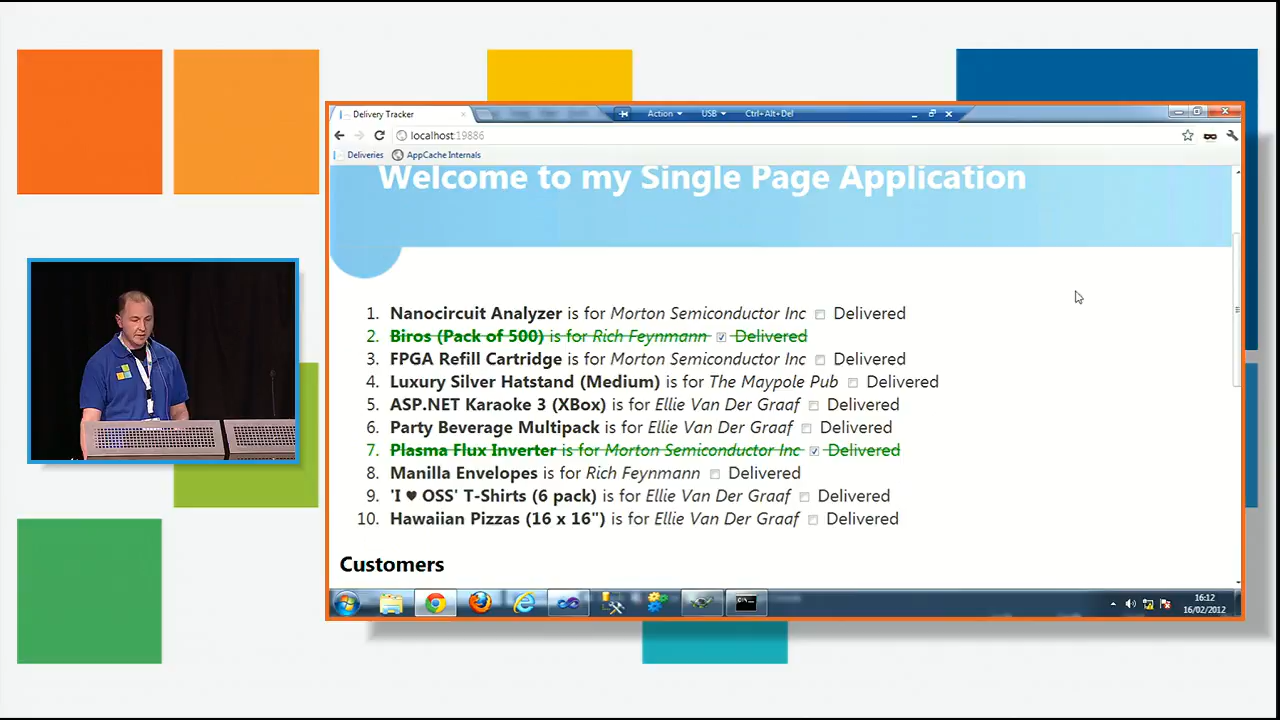 Delivery Tracker
Action USB Ctrl+Alt+Del
localhost:19886
Deliveries AppCache Internals
Welcome to my Single Page Application
1. Nanocircuit Analyzer is for Morton Semiconductor Inc Delivered
2. Biros (Pack of 500) is for Rich Feynmann Delivered
3. FPGA Refill Cartridge is for Morton Semiconductor Inc Delivered
4. Luxury Silver Hatstand (Medium) is for The Maypole Pub Delivered
5. ASP.NET Karaoke 3 (XBox) is for Ellie Van Der Graaf Delivered
6. Party Beverage Multipack is for Ellie Van Der Graaf Delivered
7. Plasma Flux Inverter is for Morton Semiconductor Inc Delivered
8. Manilla Envelopes is for Rich Feynmann Delivered
9. 'I ♥ OSS' T-Shirts (6 pack) is for Ellie Van Der Graaf Delivered
10. Hawaiian Pizzas (16 x 16") is for Ellie Van Der Graaf Delivered
Customers
16:12
16/02/2012